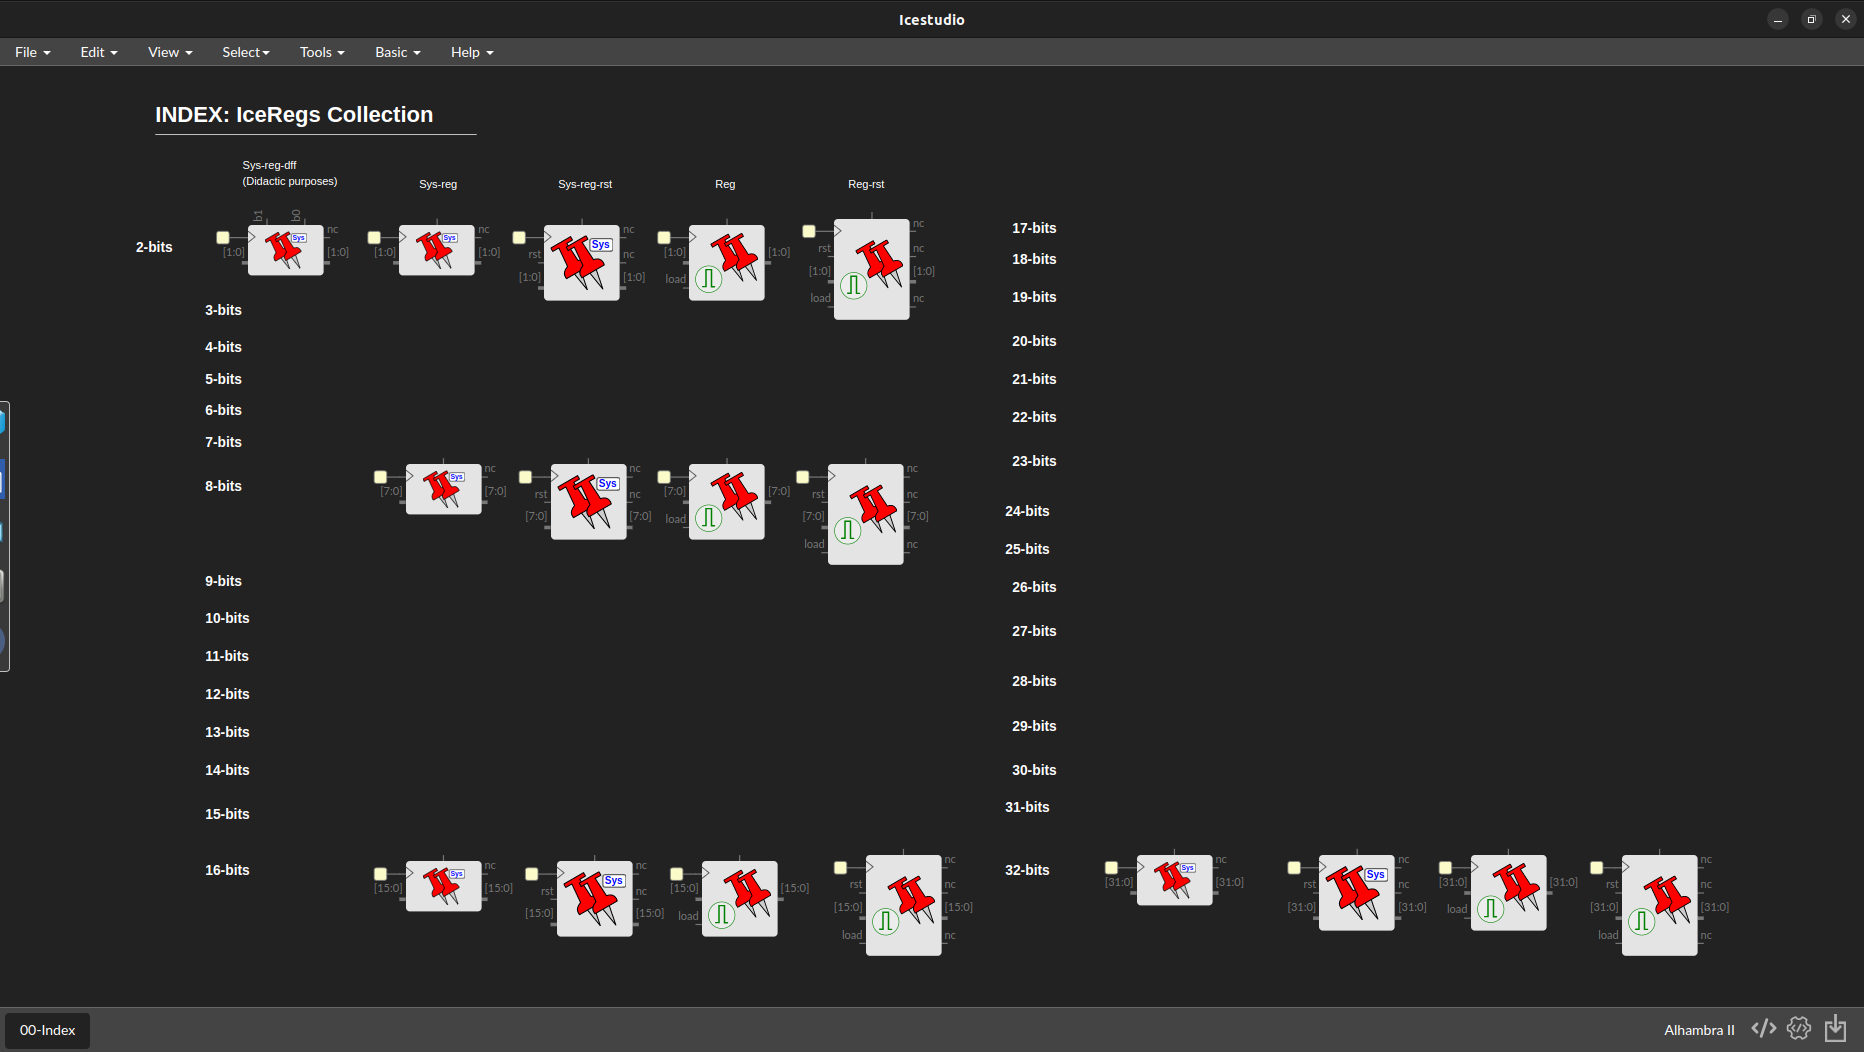 Icestudio
File Edit View Select Tools Basic Help
INDEX: IceRegs Collection
Sys-reg-dff
(Didactic purposes)
Sys-reg
Sys-reg-rst
Reg
Reg-rst
2-bits
b1 b0 nc [1:0] [1:0] Sys
nc [1:0] [1:0] Sys
nc rst nc [1:0] [1:0] Sys
[1:0] [1:0] load
nc rst nc [1:0] [1:0] load nc
3-bits
4-bits
5-bits
6-bits
7-bits
8-bits
nc [7:0] [7:0] Sys
nc rst nc [7:0] [7:0] Sys
[7:0] [7:0] load
nc rst nc [7:0] [7:0] load nc
9-bits
10-bits
11-bits
12-bits
13-bits
14-bits
15-bits
16-bits
nc [15:0] [15:0] Sys
nc rst nc [15:0] [15:0] Sys
[15:0] [15:0] load
nc rst nc [15:0] [15:0] load nc
17-bits
18-bits
19-bits
20-bits
21-bits
22-bits
23-bits
24-bits
25-bits
26-bits
27-bits
28-bits
29-bits
30-bits
31-bits
32-bits
nc [31:0] [31:0] Sys
nc rst nc [31:0] [31:0] Sys
[31:0] [31:0] load
nc rst nc [31:0] [31:0] load nc
00-Index
Alhambra II